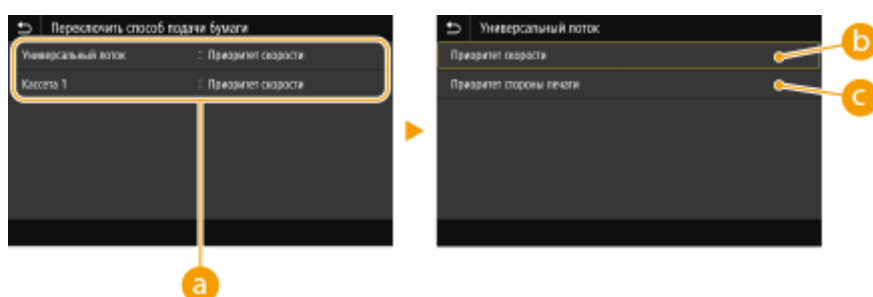 Переключить способ подачи бумаги
Универсальный лоток : Приоритет скорости
Кассета 1 : Приоритет скорости
a
Универсальный лоток
Приоритет скорости
b
Приоритет стороны печати
c